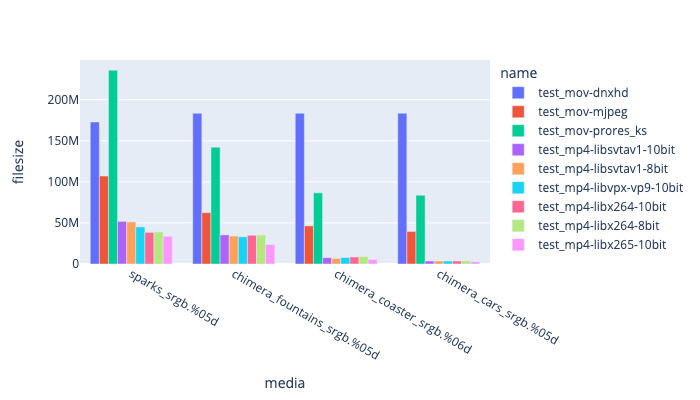 name
test_mov-dnxhd
test_mov-mjpeg
test_mov-prores_ks
test_mp4-libsvtav1-10bit
test_mp4-libsvtav1-8bit
test_mp4-libvpx-vp9-10bit
test_mp4-libx264-10bit
test_mp4-libx264-8bit
test_mp4-libx265-10bit
filesize
200M
150M
100M
50M
0
sparks_srgb.%05d
chimera_fountains_srgb.%05d
chimera_coaster_srgb.%06d
chimera_cars_srgb.%05d
media